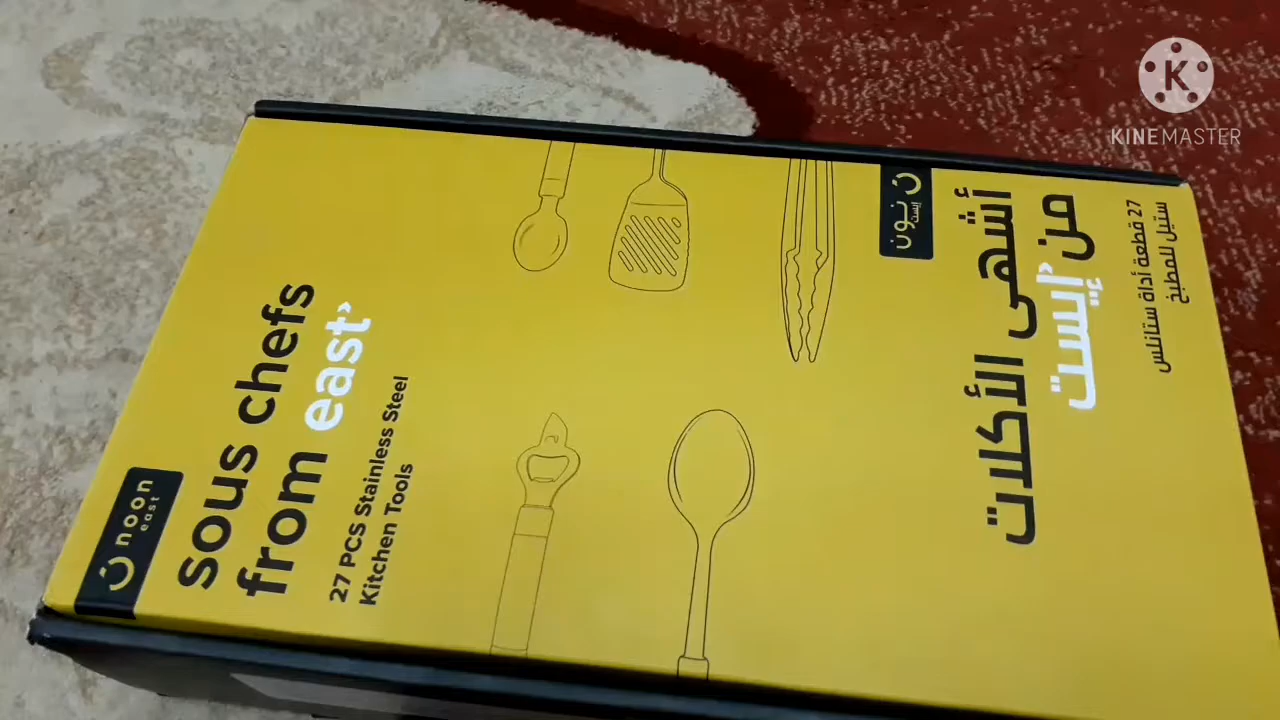 noon
east
sous chefs
from east
27 PCS Stainless Steel
Kitchen Tools
نون
إيست
أشهى الأكلات
من إيست
27 قطعة أداة ستانلس
ستيل للمطبخ
KINEMASTER